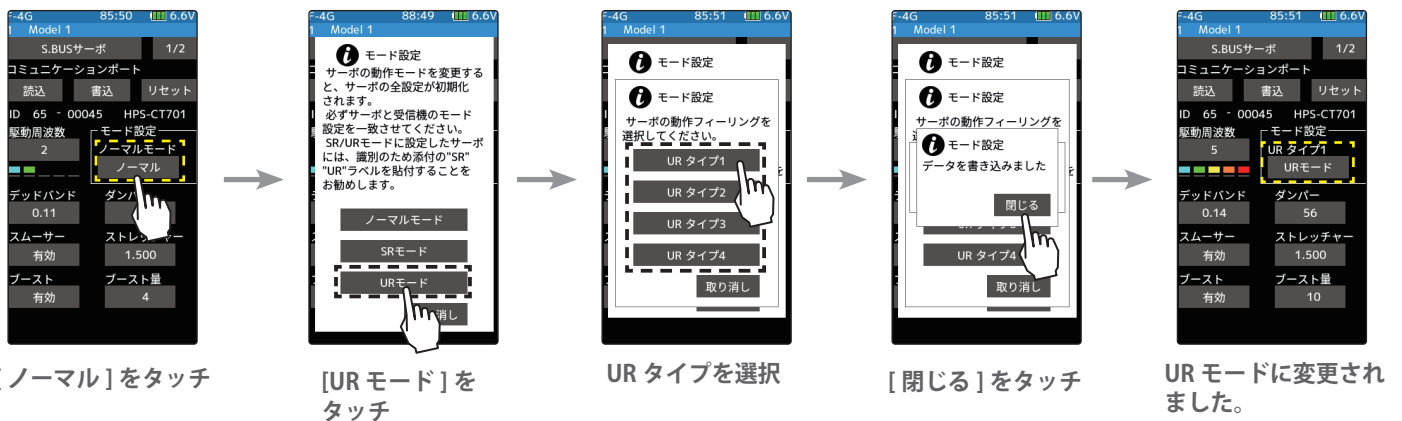 F-4G 85:50 6.6V
1 Model 1
S.BUSサーボ 1/2
コミュニケーションポート
読込 書込 リセット
ID 65 - 00045 HPS-CT701
駆動周波数 モード設定
2 ノーマルモード
ノーマル
デッドバンド ダンパー
0.11
スムーサー ストレッチャー
有効 1.500
ブースト ブースト量
有効 4
[ ノーマル ] をタッチ
F-4G 88:49 6.6V
1 Model 1
モード設定
サーボの動作モードを変更する
と、サーボの全設定が初期化
されます。
必ずサーボと受信機のモード
設定を一致させてください。
SR/URモードに設定したサーボ
には、識別のため添付の"SR"
"UR"ラベルを貼付することを
お勧めします。
ノーマルモード
SRモード
URモード
消し
[UR モード ] を
タッチ
F-4G 85:51 6.6V
1 Model 1
モード設定
モード設定
サーボの動作フィーリングを
選択してください。
UR タイプ1
UR タイプ2
UR タイプ3
UR タイプ4
取り消し
UR タイプを選択
F-4G 85:51 6.6V
1 Model 1
モード設定
モード設定
サーボの動作フィーリングを
モード設定
データを書き込みました
閉じる
UR タイプ4
取り消し
[ 閉じる ] をタッチ
F-4G 85:51 6.6V
1 Model 1
S.BUSサーボ 1/2
コミュニケーションポート
読込 書込 リセット
ID 65 - 00045 HPS-CT701
駆動周波数 モード設定
5 UR タイプ1
URモード
デッドバンド ダンパー
0.14 56
スムーサー ストレッチャー
有効 1.500
ブースト ブースト量
有効 10
UR モードに変更され
ました。